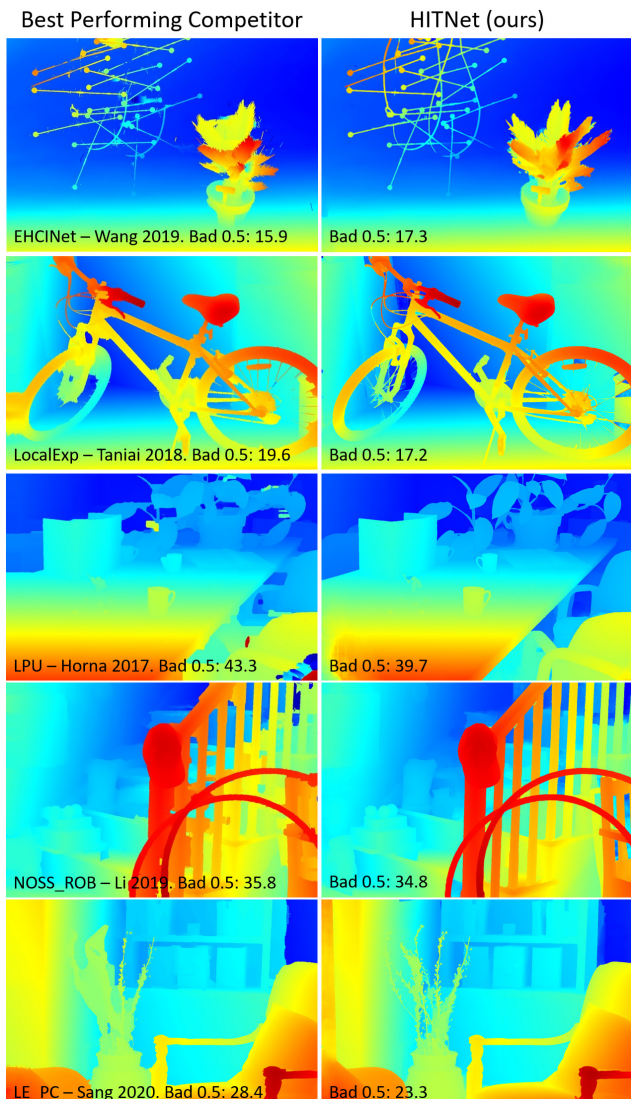 Best Performing Competitor
HITNet (ours)
EHCINet – Wang 2019. Bad 0.5: 15.9
Bad 0.5: 17.3
LocalExp – Taniai 2018. Bad 0.5: 19.6
Bad 0.5: 17.2
LPU – Horna 2017. Bad 0.5: 43.3
Bad 0.5: 39.7
NOSS_ROB – Li 2019. Bad 0.5: 35.8
Bad 0.5: 34.8
LE_PC – Sang 2020. Bad 0.5: 28.4
Bad 0.5: 23.3